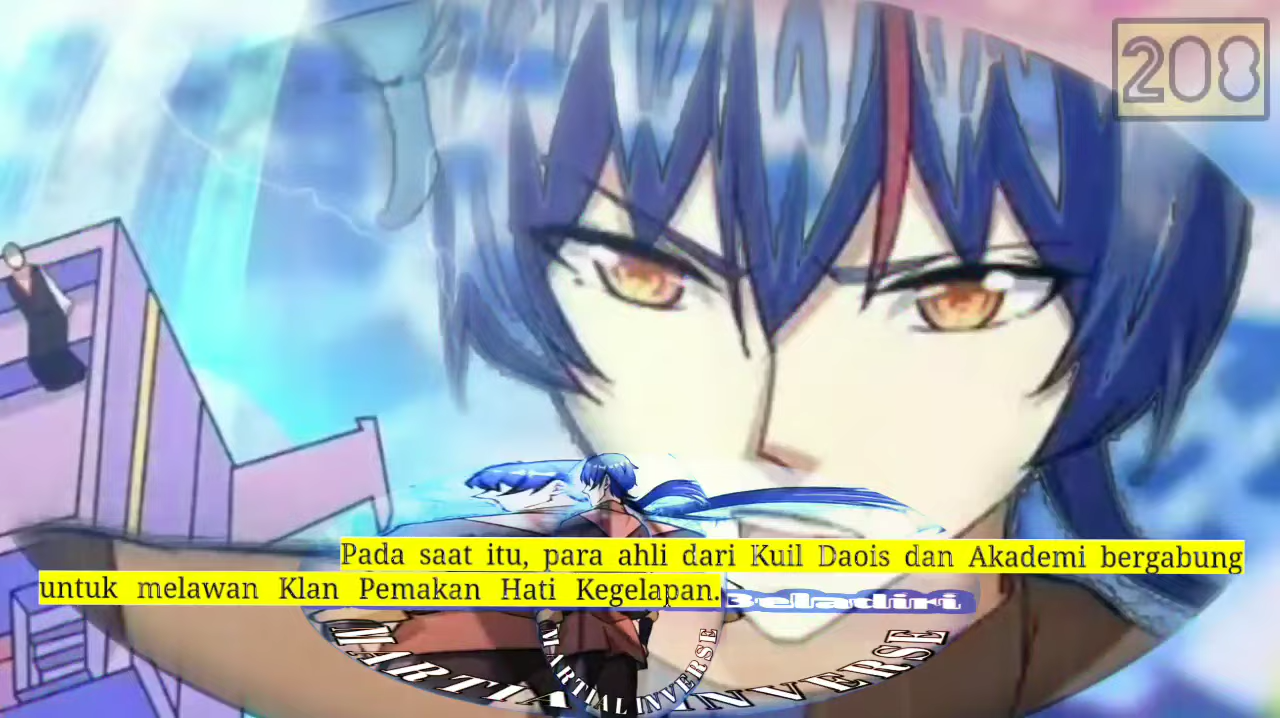 208
Pada saat itu, para ahli dari Kuil Daois dan Akademi bergabung
untuk melawan Klan Pemakan Hati Kegelapan.
Beladiri
MARTIAL INVERSE
MARTIAL INVERSE